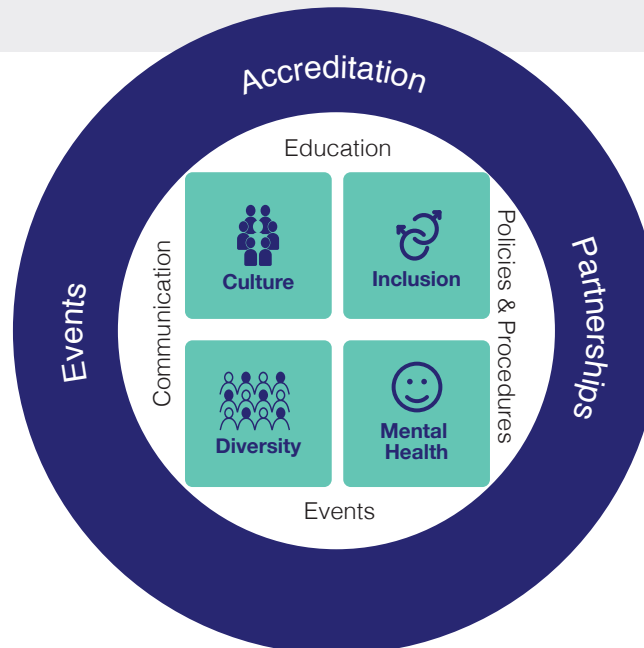 Accreditation
Education
Events
Communication
Culture
Inclusion
Policies & Procedures
Partnerships
Diversity
Mental
Health
Events